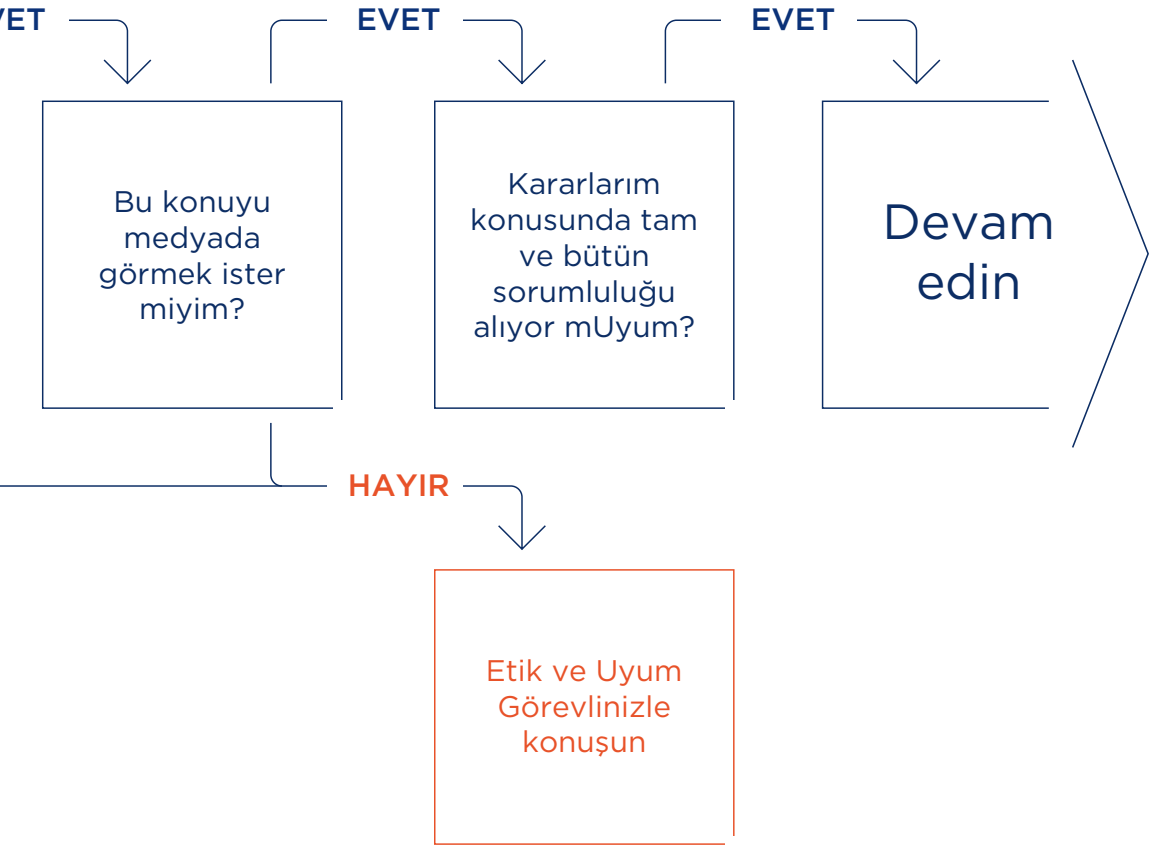 VET
EVET
EVET
Bu konuyu
medyada
görmek ister
miyim?
Kararlarım
konusunda tam
ve bütün
sorumluluğu
alıyor mUyum?
Devam
edin
HAYIR
Etik ve Uyum
Görevlinizle
konuşun